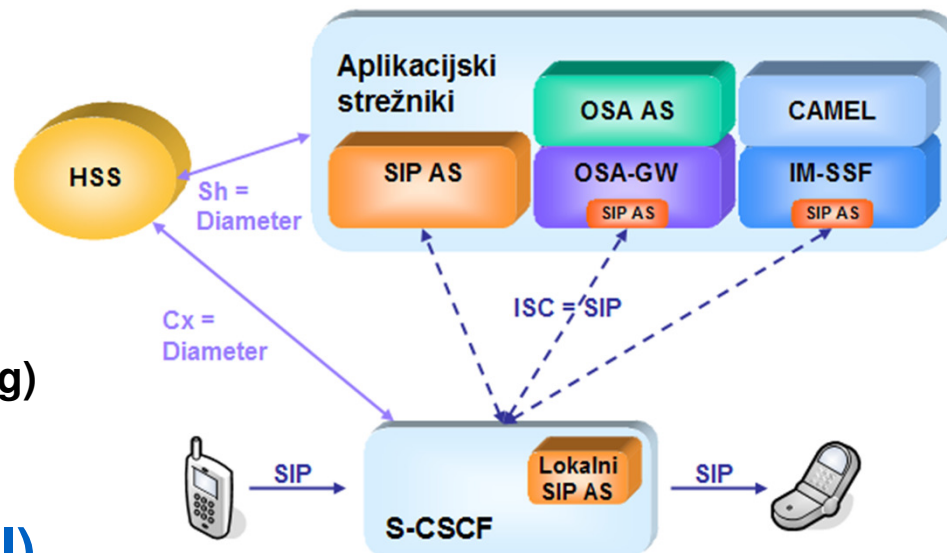 Aplikacijski
strežniki
OSA AS
CAMEL
HSS
SIP AS
OSA-GW
IM-SSF
SIP AS
SIP AS
Sh =
Diameter
ISC = SIP
Cx =
Diameter
g)
SIP
Lokalni
SIP AS
SIP
S-CSCF
l)